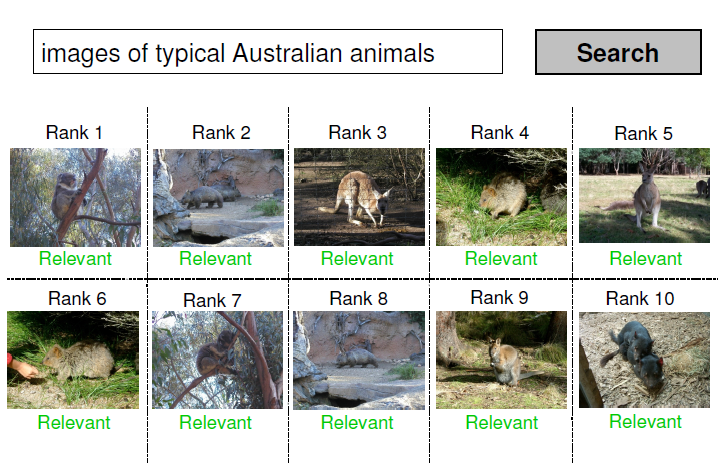 images of typical Australian animals
Search
Rank 1
Rank 2
Rank 3
Rank 4
Rank 5
Relevant
Relevant
Relevant
Relevant
Relevant
Rank 6
Rank 7
Rank 8
Rank 9
Rank 10
Relevant
Relevant
Relevant
Relevant
Relevant